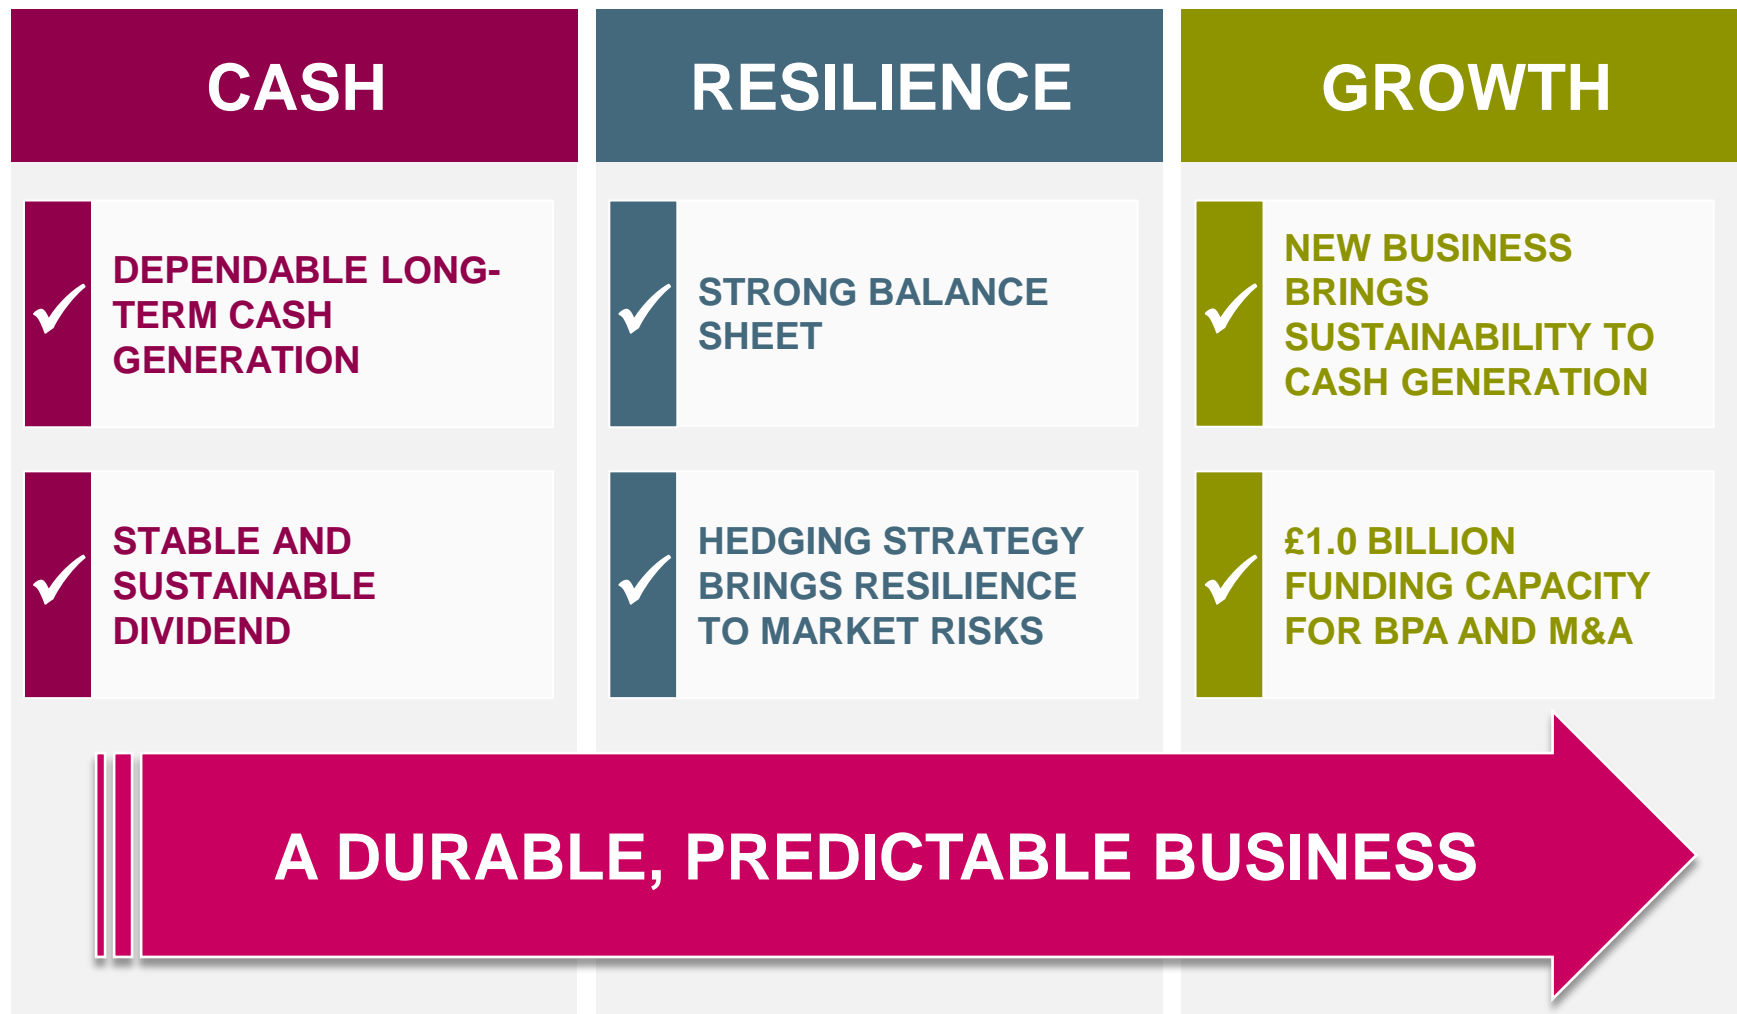 CASH
DEPENDABLE LONG-
TERM CASH
GENERATION
STABLE AND
SUSTAINABLE
DIVIDEND
RESILIENCE
STRONG BALANCE
SHEET
HEDGING STRATEGY
BRINGS RESILIENCE
TO MARKET RISKS
GROWTH
NEW BUSINESS
BRINGS
SUSTAINABILITY TO
CASH GENERATION
£1.0 BILLION
FUNDING CAPACITY
FOR BPA AND M&A
A DURABLE, PREDICTABLE BUSINESS